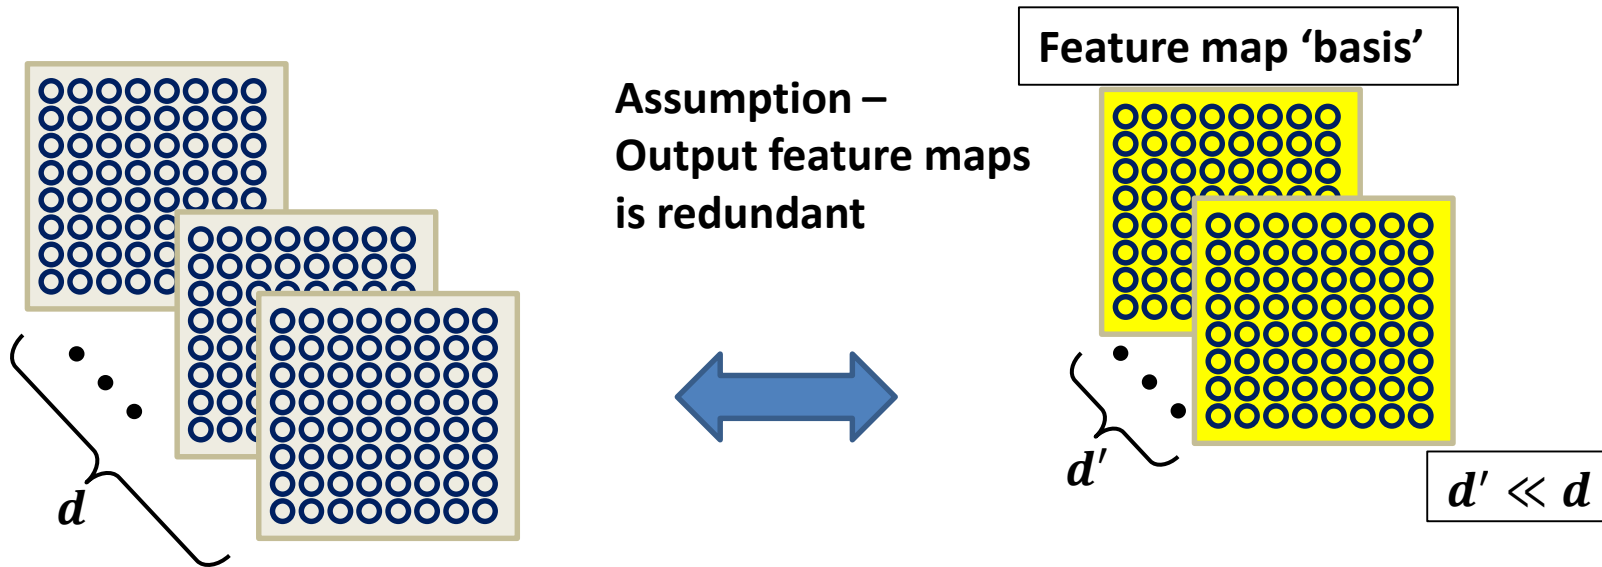 Feature map ‘basis’
Assumption –
Output feature maps
is redundant
d
d′
d′ ≪ d